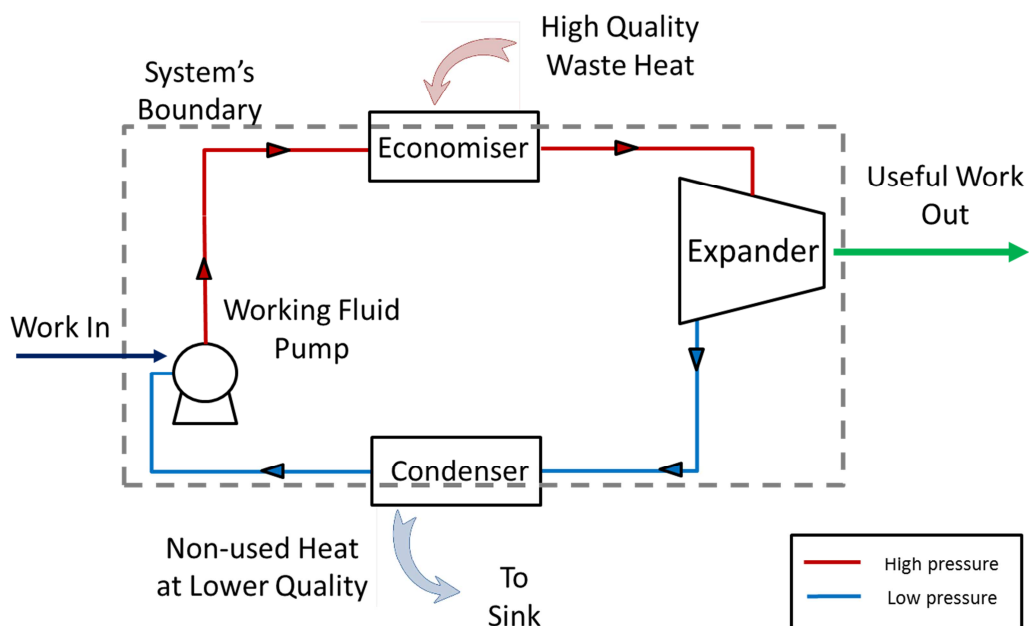 High Quality
Waste Heat
System's
Boundary
Economiser
Useful Work
Out
Expander
Working Fluid
Pump
Work In
Condenser
Non-used Heat
at Lower Quality
To
Sink
High pressure
Low pressure